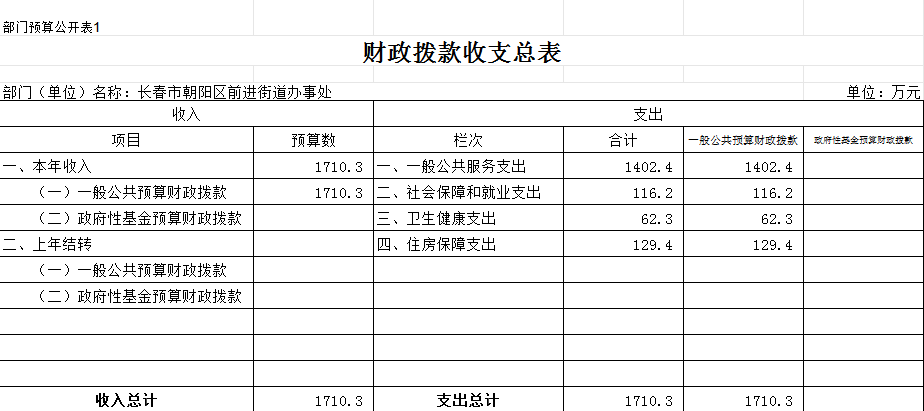 部门预算公开表1
财政拨款收支总表
部门（单位）名称：长春市朝阳区前进街道办事处 单位：万元
收入 支出
项目 预算数 栏次 合计 一般公共预算财政拨款 政府性基金预算财政拨款
一、本年收入 1710.3 一、一般公共服务支出 1402.4 1402.4
（一）一般公共预算财政拨款 1710.3 二、社会保障和就业支出 116.2 116.2
（二）政府性基金预算财政拨款 三、卫生健康支出 62.3 62.3
二、上年结转 四、住房保障支出 129.4 129.4
（一）一般公共预算财政拨款
（二）政府性基金预算财政拨款
收入总计 1710.3 支出总计 1710.3 1710.3